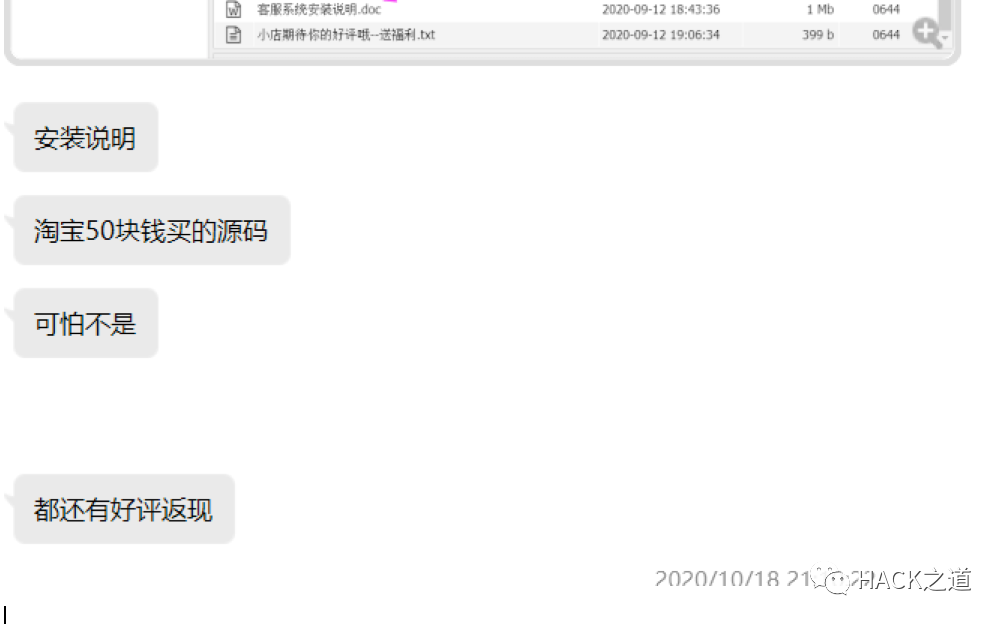 客服系统安装说明.doc 2020-09-12 18:43:36 1 Mb 0644
小店期待你的好评哦--送福利.txt 2020-09-12 19:06:34 399 b 0644
安装说明
淘宝50块钱买的源码
可怕不是
都还有好评返现
2020/10/18 21
HACK之道